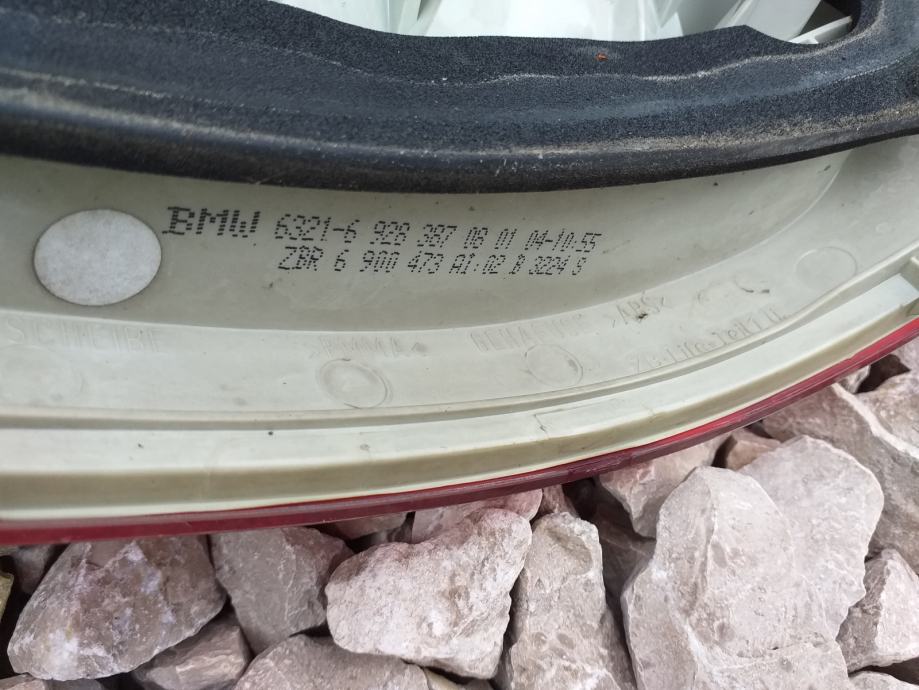 BMW 6321-6 928 387 08 01 04-10:55
ZBR 6 900 473 A1:02 B 3224 S
SCHEIBE >PMMA< GEHAEUSE >ABS<